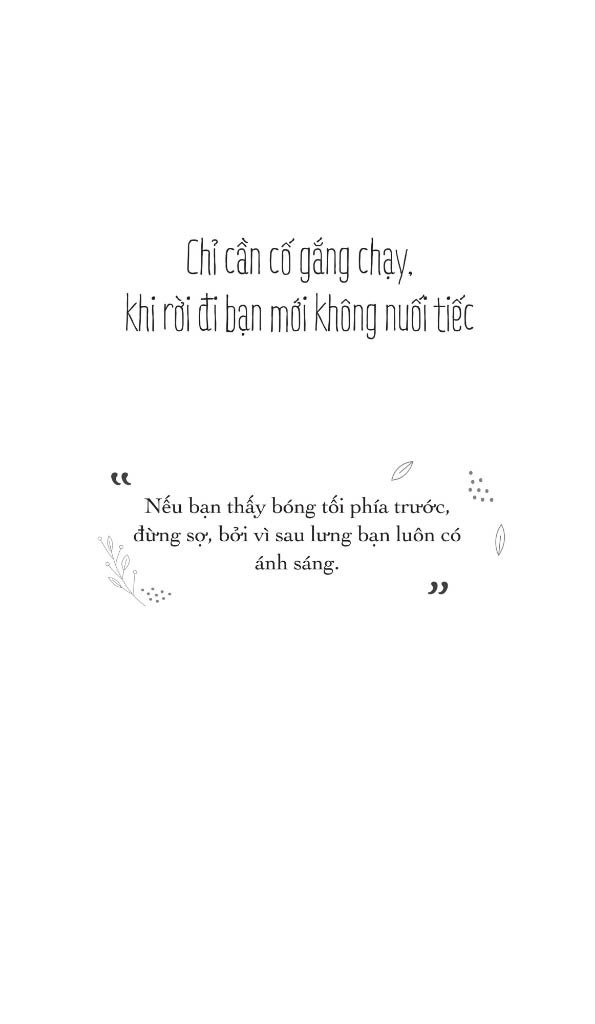 Chỉ cần cố gắng chạy,
khi rời đi bạn mới không nuối tiếc
“
Nếu bạn thấy bóng tối phía trước,
đừng sợ, bởi vì sau lưng bạn luôn có
ánh sáng.
”